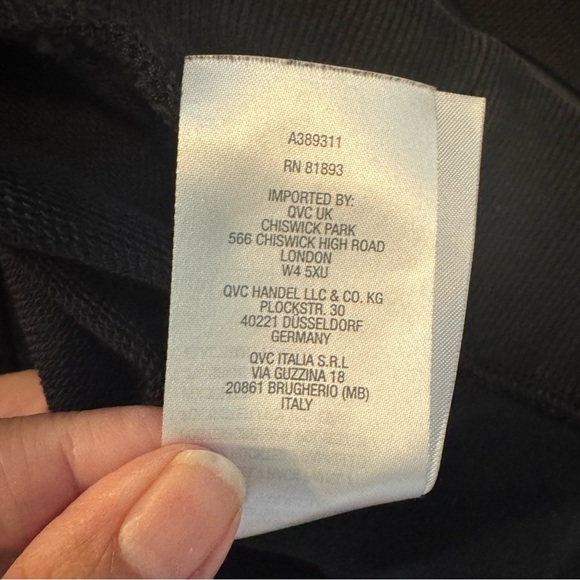 A389311
RN 81893
IMPORTED BY:
QVC UK
CHISWICK PARK
566 CHISWICK HIGH ROAD
LONDON
W4 5XU
QVC HANDEL LLC & CO. KG
PLOCKSTR. 30
40221 DÜSSELDORF
GERMANY
QVC ITALIA S.R.L
VIA GUZZINA 18
20861 BRUGHERIO (MB)
ITALY